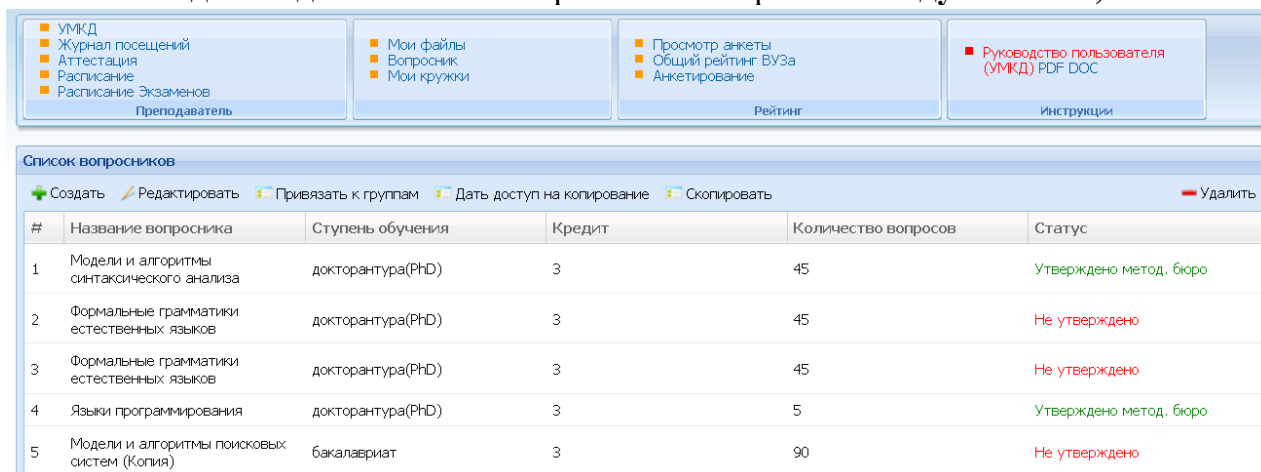 УМКД
Журнал посещений
Аттестация
Расписание
Расписание Экзаменов
Преподаватель
Мои файлы
Вопросник
Мои кружки
Просмотр анкеты
Общий рейтинг ВУЗа
Анкетирование
Рейтинг
Руководство пользователя
(УМКД) PDF DOC
Инструкции
Список вопросников
Создать Редактировать Привязать к группам Дать доступ на копирование Скопировать Удалить
# Название вопросника Ступень обучения Кредит Количество вопросов Статус
1 Модели и алгоритмы
синтаксического анализа докторантура(PhD) 3 45 Утверждено метод. бюро
2 Формальные грамматики
естественных языков докторантура(PhD) 3 45 Не утверждено
3 Формальные грамматики
естественных языков докторантура(PhD) 3 45 Не утверждено
4 Языки программирования докторантура(PhD) 3 5 Утверждено метод. бюро
5 Модели и алгоритмы поисковых
систем (Копия) бакалавриат 3 90 Не утверждено